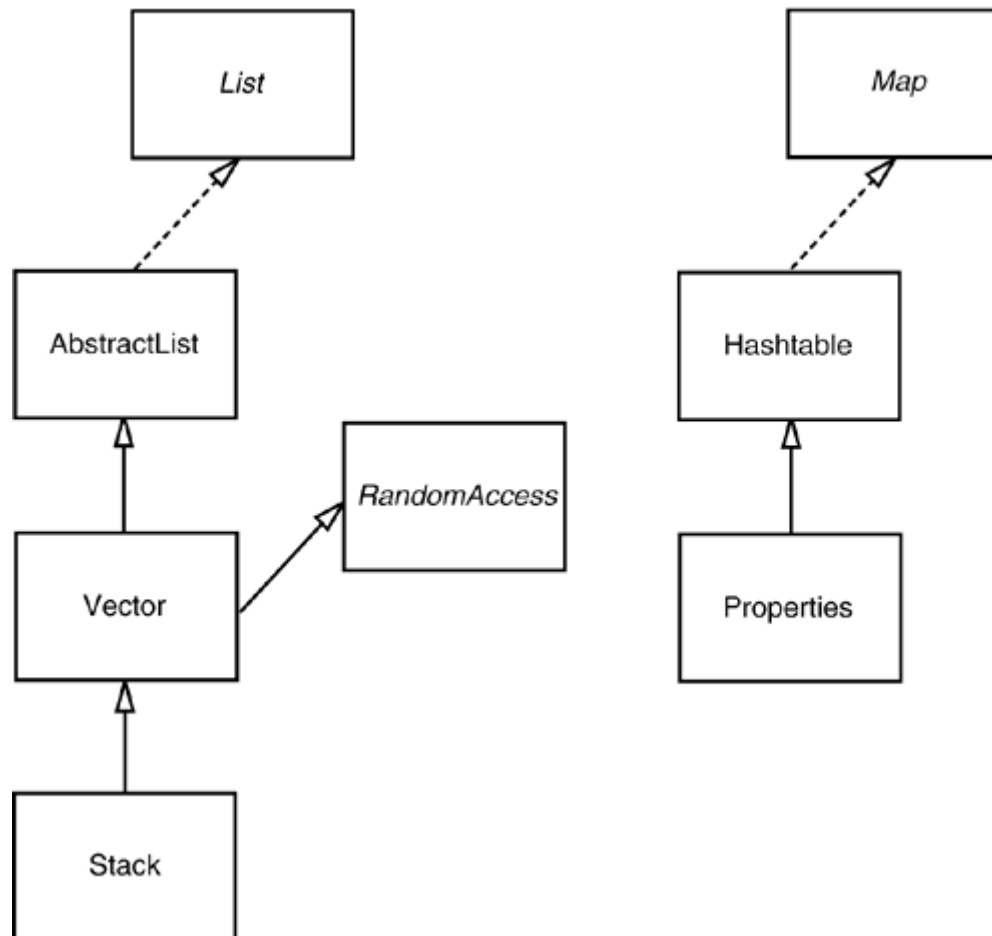 List
Map
AbstractList
Hashtable
RandomAccess
Vector
Properties
Stack